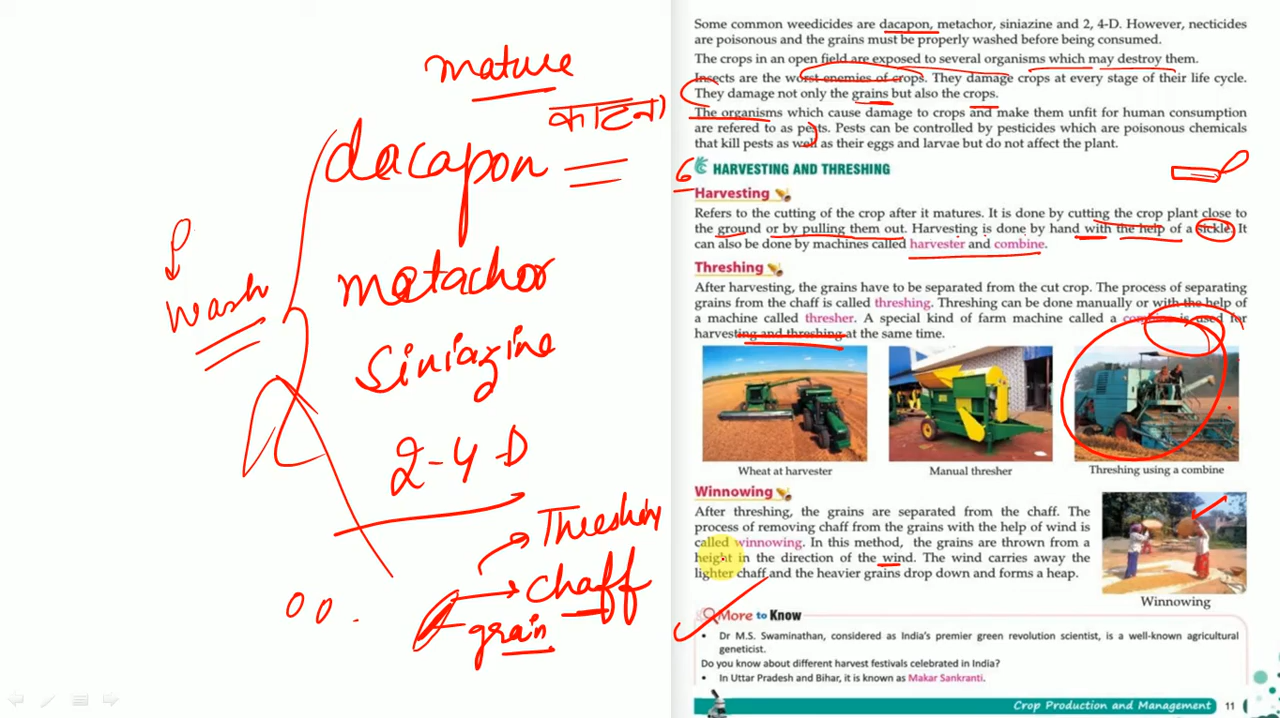 mature
काटना
dacapon
wash
metachor
Siniazine
2-4-D
Threshing
chaff
grain
Some common weedicides are dacapon, metachor, siniazine and 2, 4-D. However, necticides
are poisonous and the grains must be properly washed before being consumed.
The crops in an open field are exposed to several organisms which may destroy them.
Insects are the worst enemies of crops. They damage crops at every stage of their life cycle.
They damage not only the grains but also the crops.
The organisms which cause damage to crops and make them unfit for human consumption
are refered to as pests. Pests can be controlled by pesticides which are poisonous chemicals
that kill pests as well as their eggs and larvae but do not affect the plant.
6 HARVESTING AND THRESHING
Harvesting
Refers to the cutting of the crop after it matures. It is done by cutting the crop plant close to
the ground or by pulling them out. Harvesting is done by hand with the help of a sickle. It
can also be done by machines called harvester and combine.
Threshing
After harvesting, the grains have to be separated from the cut crop. The process of separating
grains from the chaff is called threshing. Threshing can be done manually or with the help of
a machine called thresher. A special kind of farm machine called a combine is used for
harvesting and threshing at the same time.
Wheat at harvester
Manual thresher
Threshing using a combine
Winnowing
After threshing, the grains are separated from the chaff. The
process of removing chaff from the grains with the help of wind is
called winnowing. In this method, the grains are thrown from a
height in the direction of the wind. The wind carries away the
lighter chaff and the heavier grains drop down and forms a heap.
Winnowing
More to Know
• Dr M.S. Swaminathan, considered as India's premier green revolution scientist, is a well-known agricultural
geneticist.
Do you know about different harvest festivals celebrated in India?
• In Uttar Pradesh and Bihar, it is known as Makar Sankranti.
Crop Production and Management 11